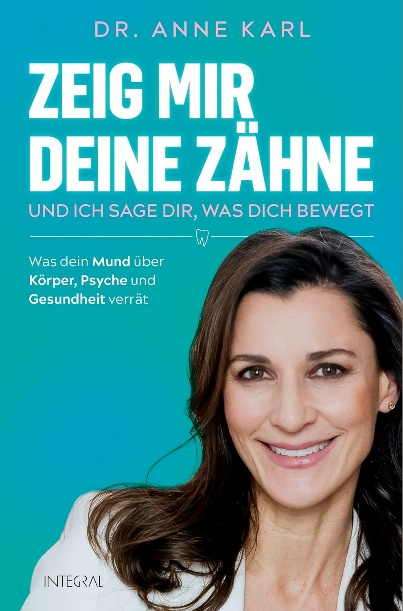 DR. ANNE KARL
ZEIG MIR
DEINE ZÄHNE
UND ICH SAGE DIR, WAS DICH BEWEGT
Was dein Mund über
Körper, Psyche und
Gesundheit verrät
INTEGRAL